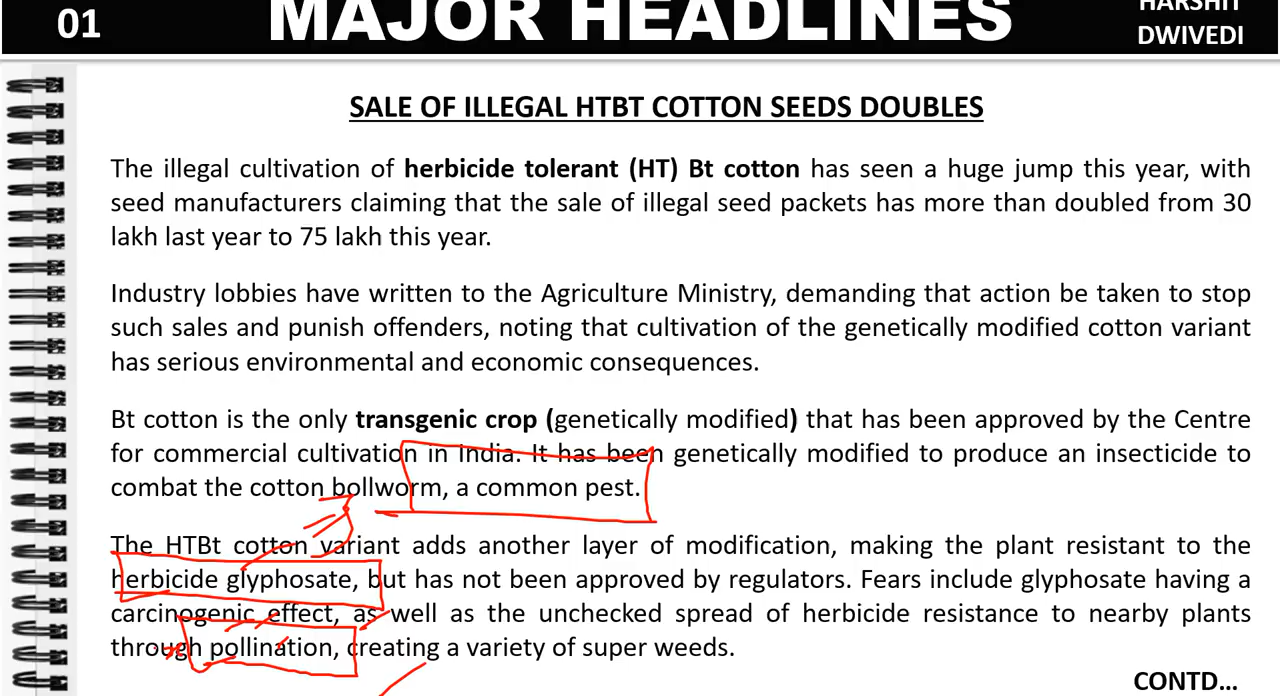 01
MAJOR HEADLINES
HARSHIT
DWIVEDI
SALE OF ILLEGAL HTBT COTTON SEEDS DOUBLES
The illegal cultivation of herbicide tolerant (HT) Bt cotton has seen a huge jump this year, with
seed manufacturers claiming that the sale of illegal seed packets has more than doubled from 30
lakh last year to 75 lakh this year.
Industry lobbies have written to the Agriculture Ministry, demanding that action be taken to stop
such sales and punish offenders, noting that cultivation of the genetically modified cotton variant
has serious environmental and economic consequences.
Bt cotton is the only transgenic crop (genetically modified) that has been approved by the Centre
for commercial cultivation in India. It has been genetically modified to produce an insecticide to
combat the cotton bollworm, a common pest.
The HTBt cotton variant adds another layer of modification, making the plant resistant to the
herbicide glyphosate, but has not been approved by regulators. Fears include glyphosate having a
carcinogenic effect, as well as the unchecked spread of herbicide resistance to nearby plants
through pollination, creating a variety of super weeds.
CONTD...